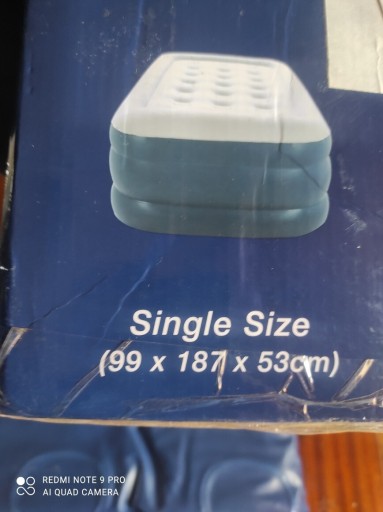 Single Size
(99 x 187 x 53cm)
REDMI NOTE 9 PRO
AI QUAD CAMERA